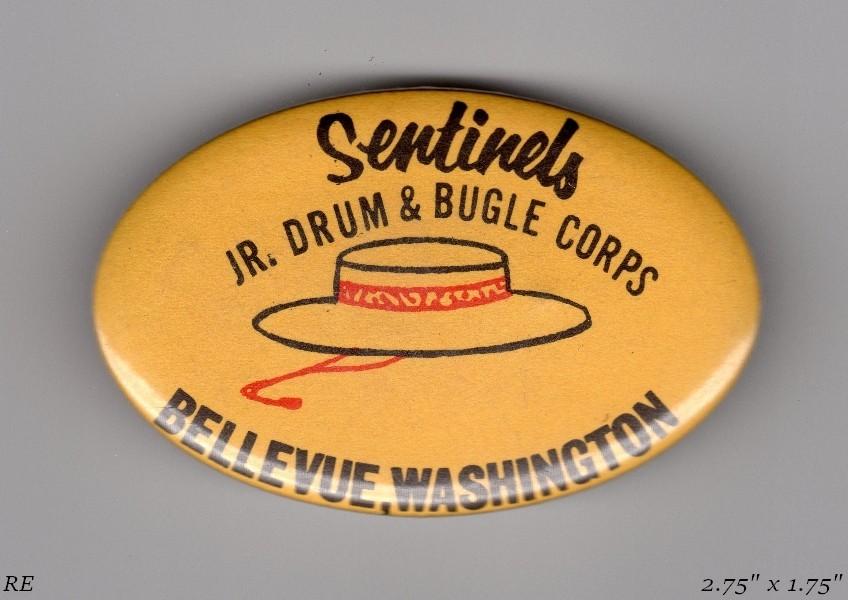 Sentinels
JR. DRUM & BUGLE CORPS
BELLEVUE, WASHINGTON
RE
2.75" x 1.75"